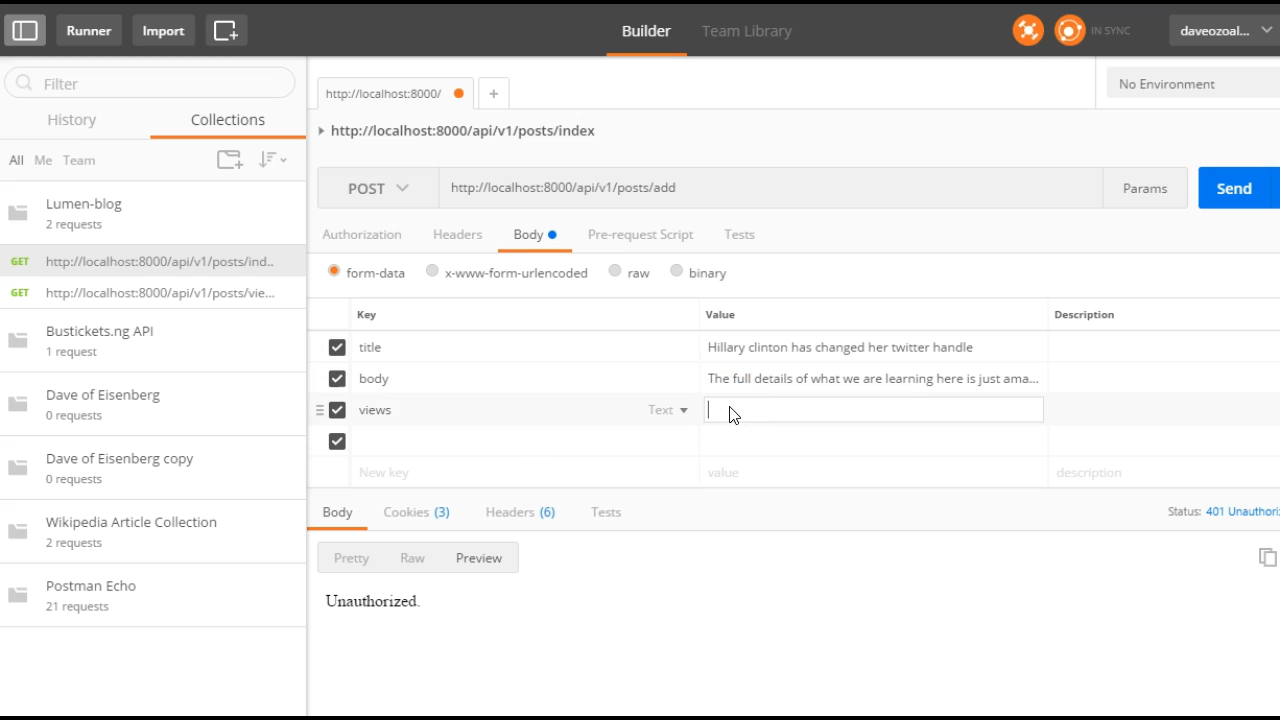 Runner Import Builder Team Library IN SYNC daveozoal...
Filter
http://localhost:8000/ + No Environment
History Collections
http://localhost:8000/api/v1/posts/index
All Me Team
POST http://localhost:8000/api/v1/posts/add Params Send
Lumen-blog
2 requests
Authorization Headers Body Pre-request Script Tests
GET http://localhost:8000/api/v1/posts/ind..
form-data x-www-form-urlencoded raw binary
GET http://localhost:8000/api/v1/posts/vie...
Key Value Description
Bustickets.ng API
1 request
title Hillary clinton has changed her twitter handle
body The full details of what we are learning here is just ama...
Dave of Eisenberg
0 requests
views Text
Dave of Eisenberg copy
0 requests
New key value description
Body Cookies (3) Headers (6) Tests Status: 401 Unauthoriz
Wikipedia Article Collection
2 requests
Pretty Raw Preview
Postman Echo
21 requests
Unauthorized.